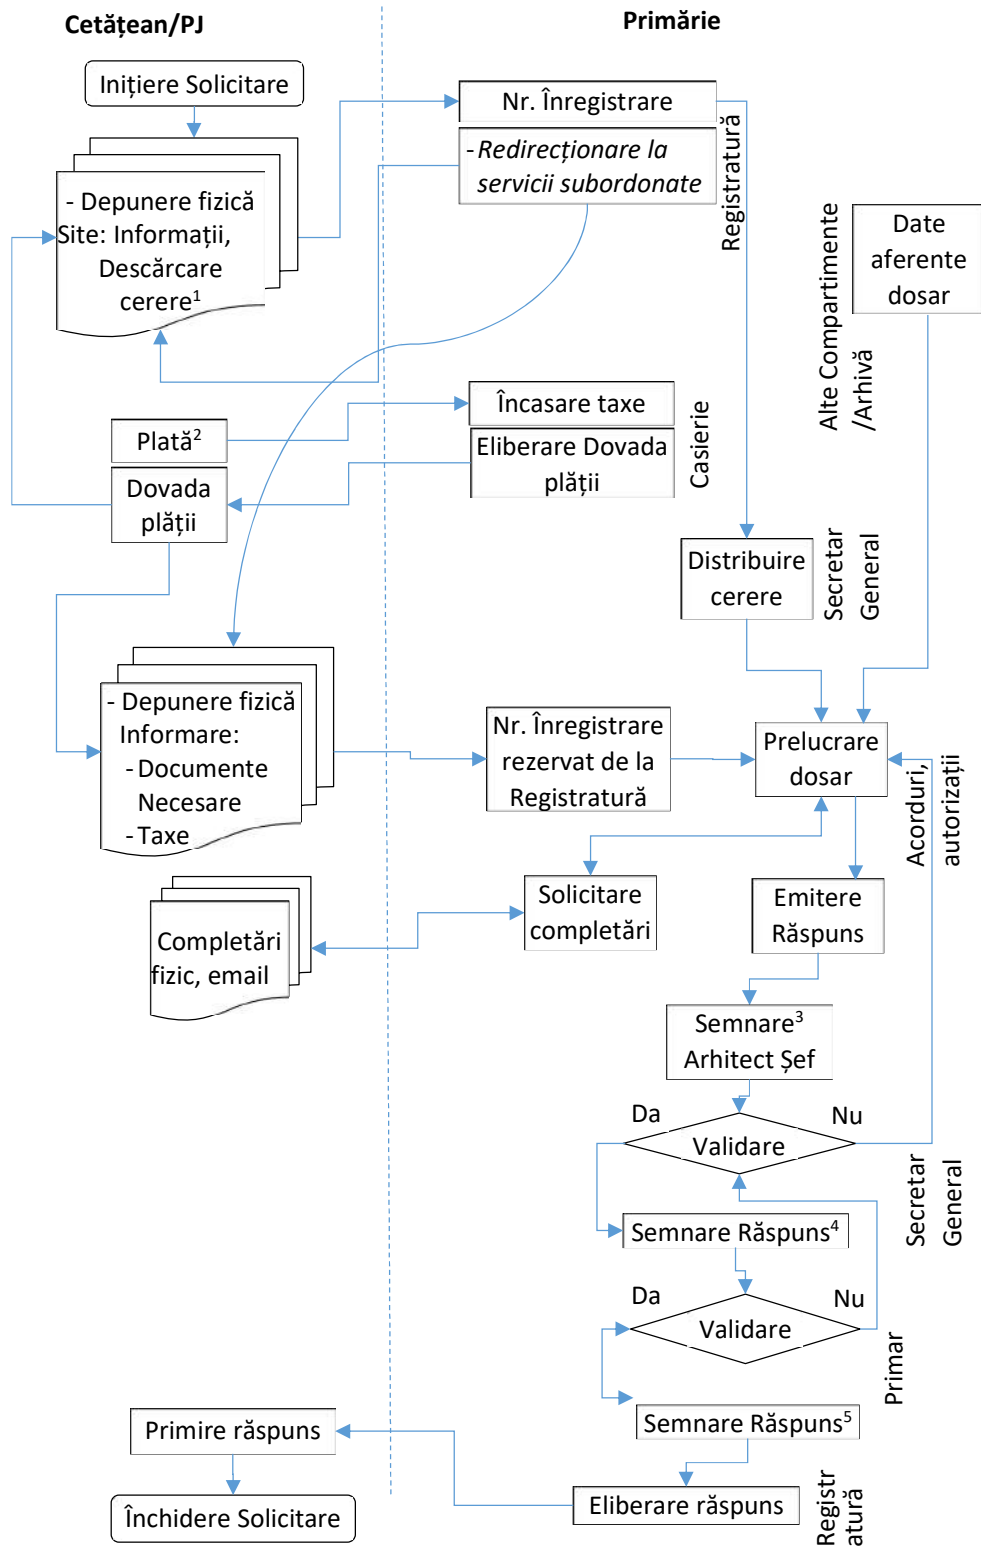 Cetățean/PJ
Primărie
Inițiere Solicitare
Nr. Înregistrare
- Redirecționare la
servicii subordonate
Registratură
- Depunere fizică
Site: Informații,
Descărcare
cerere1
Date
aferente
dosar
Alte Compartimente
/Arhivă
Plată2
Încasare taxe
Dovada
plății
Eliberare Dovada
plății
Casierie
Distribuire
cerere
Secretar
General
- Depunere fizică
Informare:
- Documente
Necesare
- Taxe
Nr. Înregistrare
rezervat de la
Registratură
Prelucrare
dosar
Acorduri,
autorizații
Completări
fizic, email
Solicitare
completări
Emitere
Răspuns
Semnare3
Arhitect Șef
Da
Nu
Validare
Secretar
General
Semnare Răspuns4
Da
Nu
Validare
Primar
Semnare Răspuns5
Primire răspuns
Eliberare răspuns
Registr
atură
Închidere Solicitare